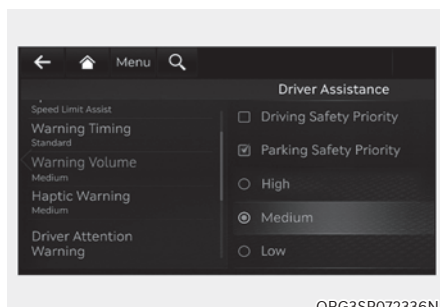 Menu
Driver Assistance
Speed Limit Assist
Warning Timing
Standard
Warning Volume
Medium
Haptic Warning
Medium
Driver Attention
Warning
Driving Safety Priority
Parking Safety Priority
High
Medium
Low